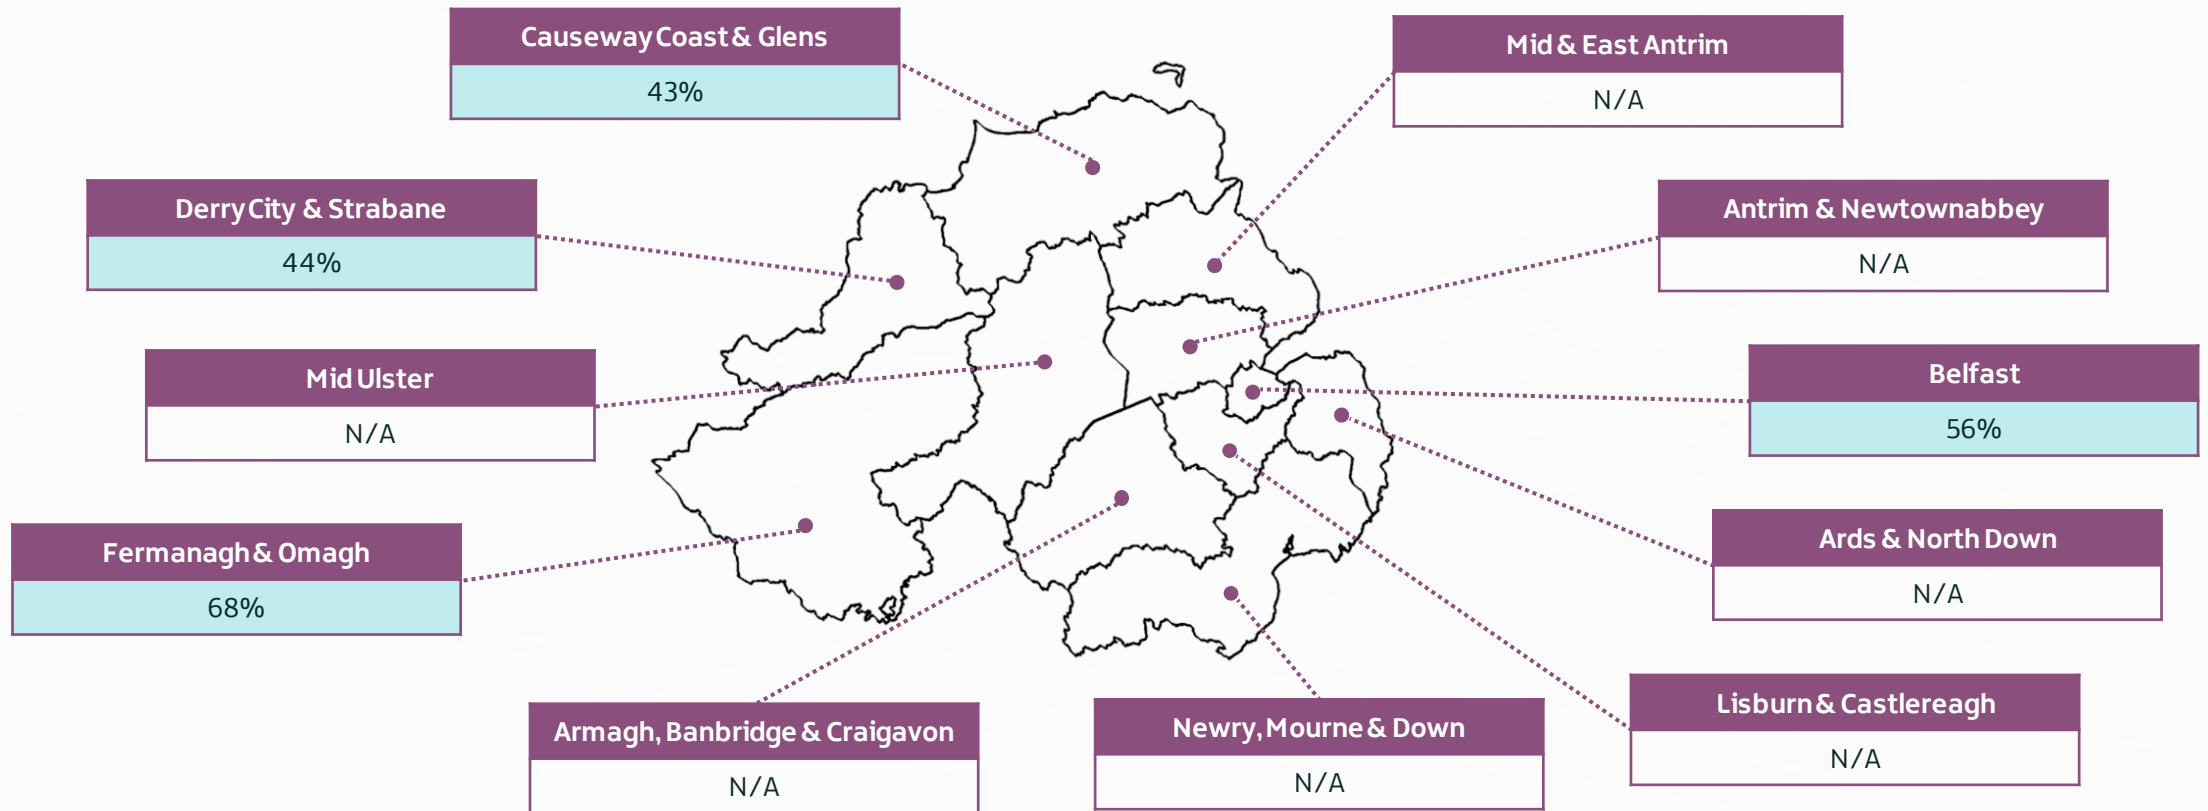 Causeway Coast & Glens
43%
Mid & East Antrim
N/A
Derry City & Strabane
44%
Antrim & Newtownabbey
N/A
Mid Ulster
N/A
Belfast
56%
Fermanagh & Omagh
68%
Ards & North Down
N/A
Armagh, Banbridge & Craigavon
N/A
Newry, Mourne & Down
N/A
Lisburn & Castlereagh
N/A